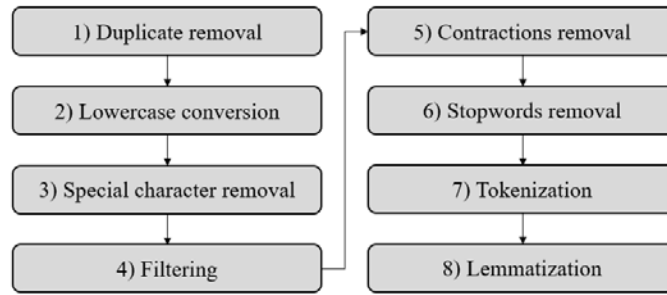 1) Duplicate removal
2) Lowercase conversion
3) Special character removal
4) Filtering
5) Contractions removal
6) Stopwords removal
7) Tokenization
8) Lemmatization